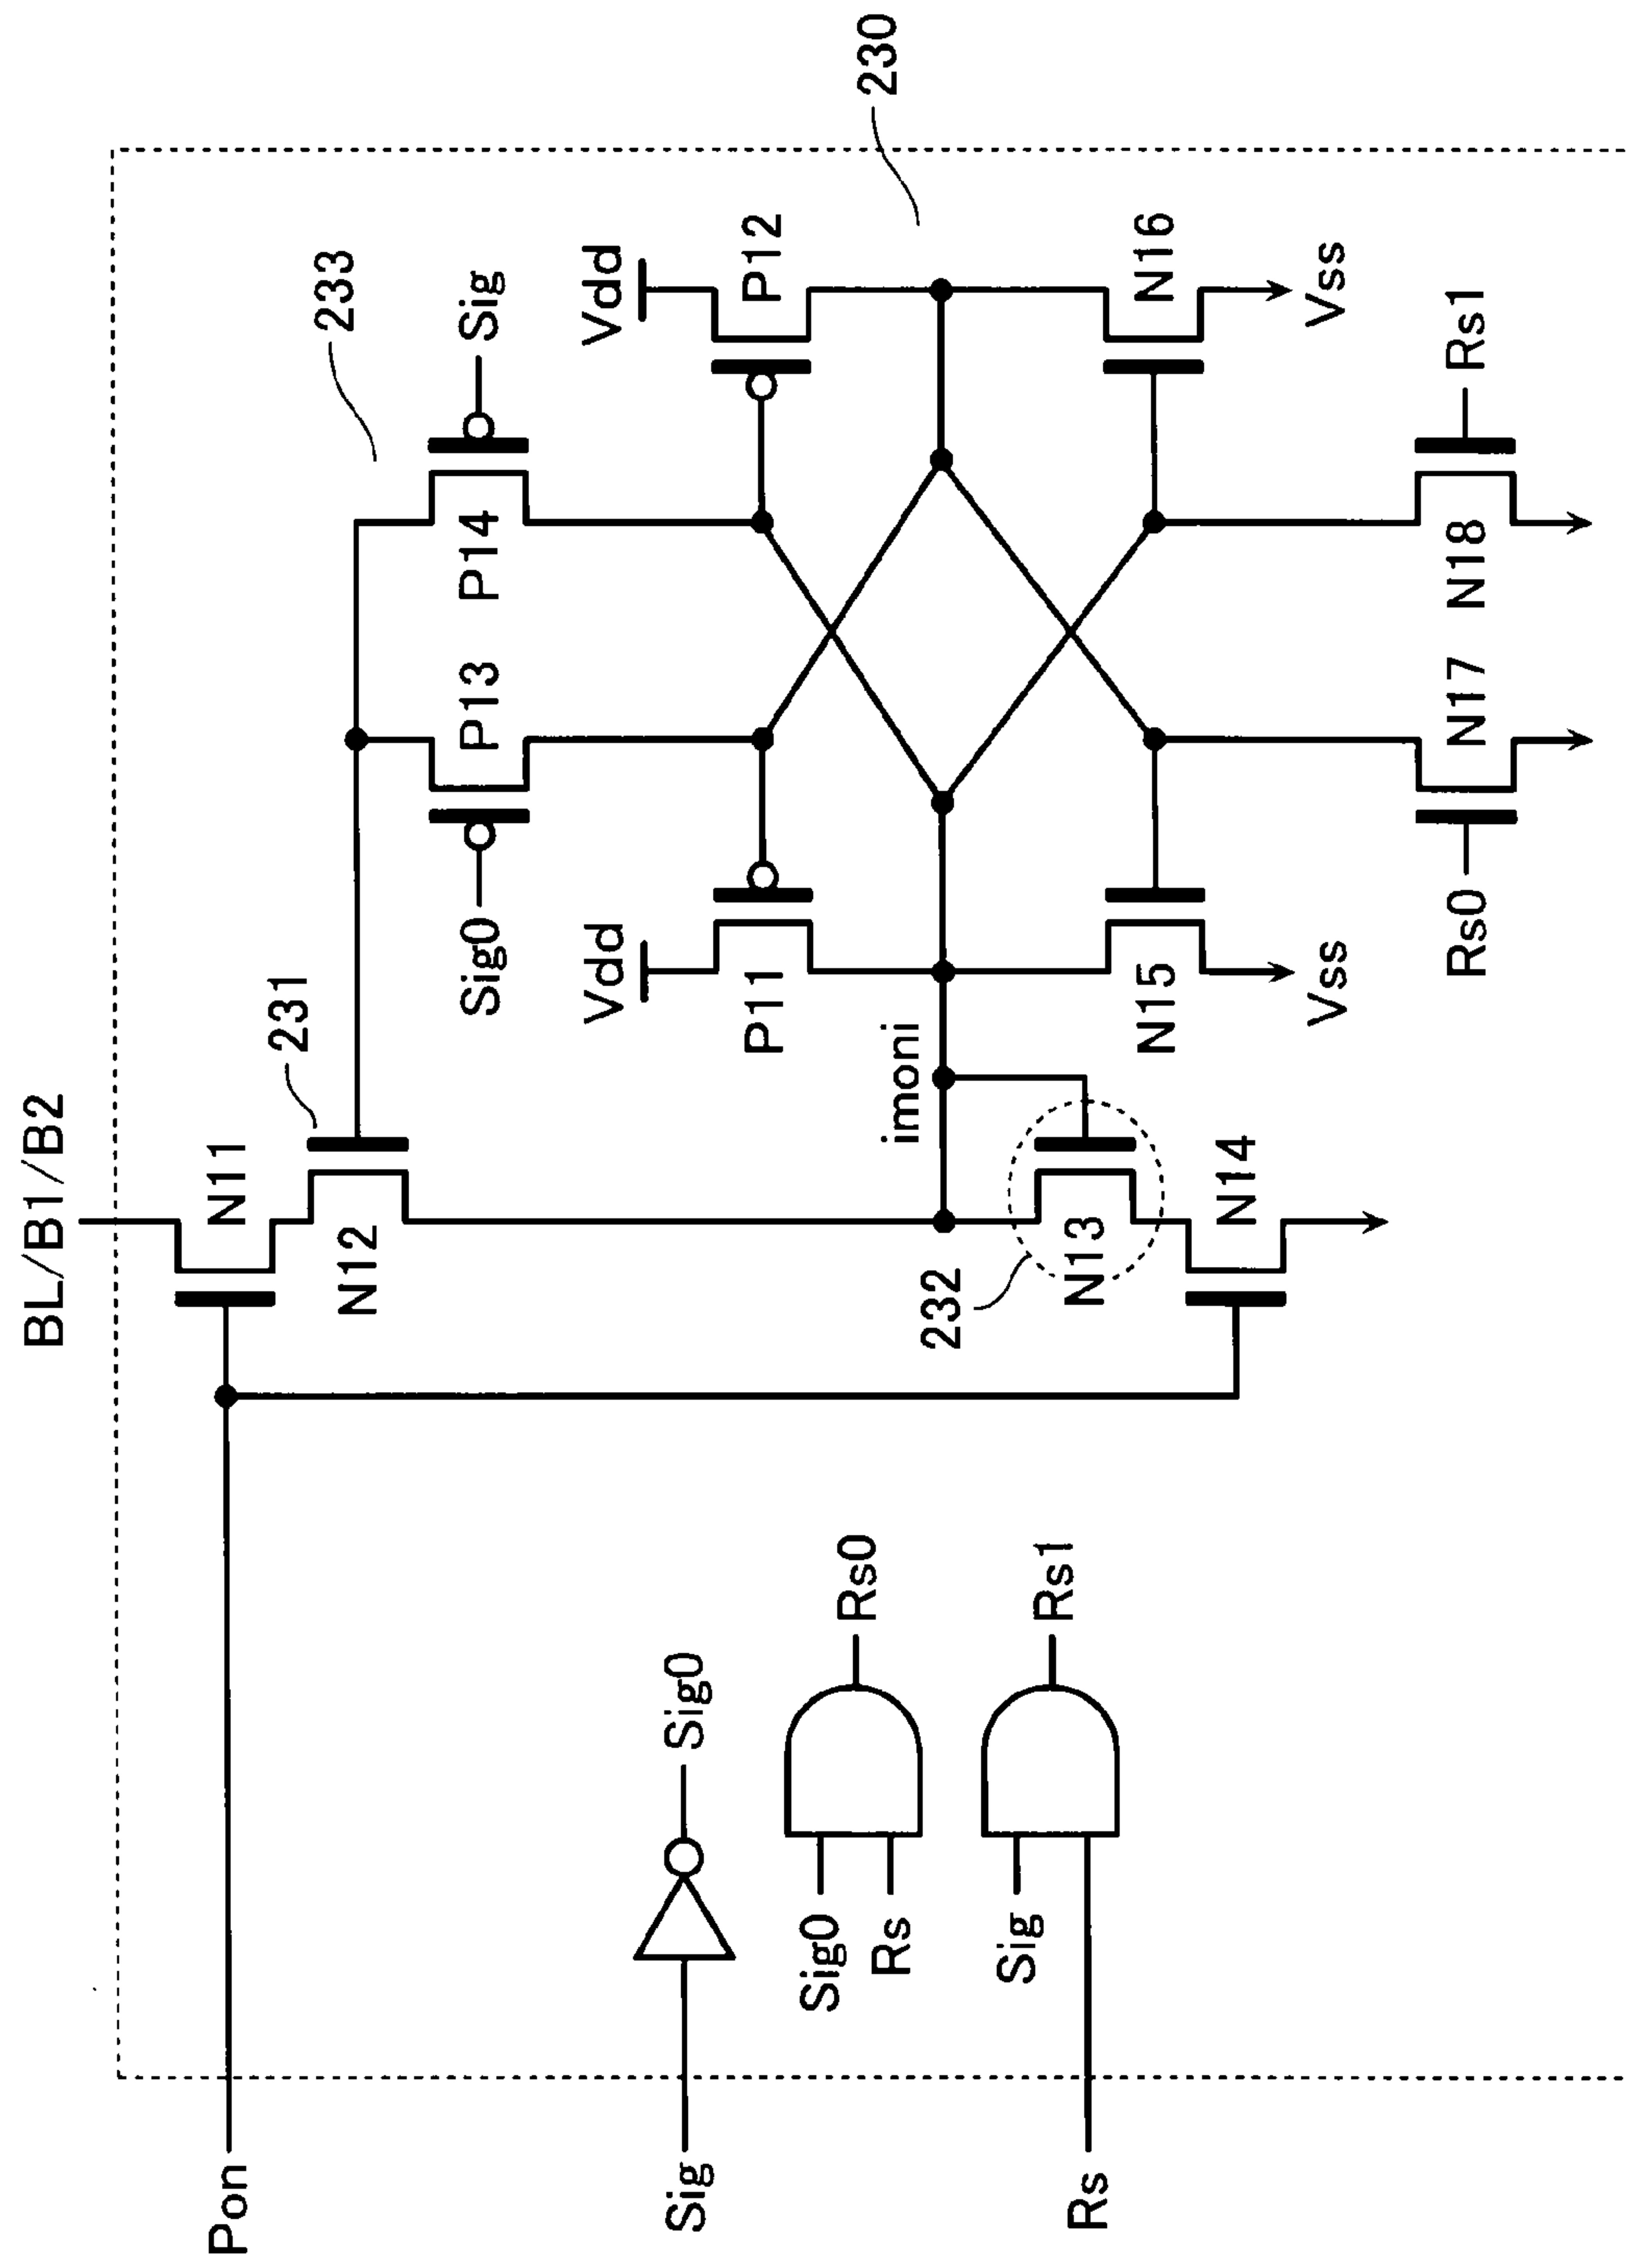 BL/B1/B2
230
N11
231
N12
233
Sig0
P13
P14
Sig
Vdd
P11
Vdd
P12
imoni
232
N13
N14
N15
Vss
N16
Vss
Rs0
N17
N18
Rs1
Pon
Sig
Sig0
Sig0
Rs
Rs0
Sig
Rs
Rs1